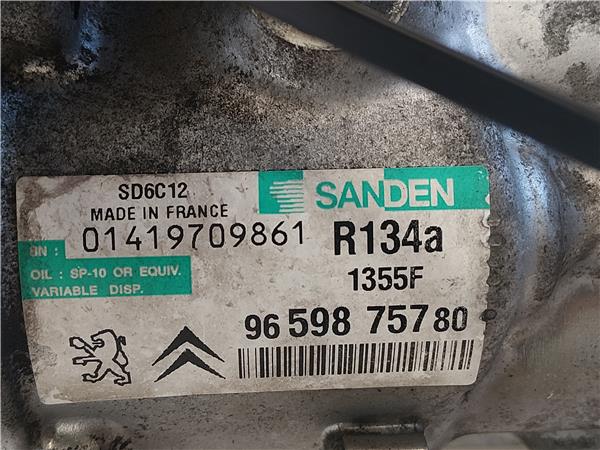 SD6C12
MADE IN FRANCE
SANDEN
SN : 01419709861
R134a
OIL : SP-10 OR EQUIV.
VARIABLE DISP.
1355F
96 598 757 80